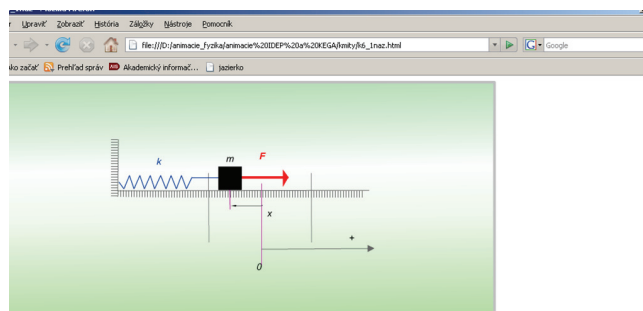 Upraviť Zobraziť História Záložky Nástroje Pomocník
file:///D:/animacie_fyzika/animacie%20IDEP%20a%20KEGA/kmity/k6_1naz.html
G Google
ako začať Prehľad správ Akademický informač... jazierko
k
m
F
x
+
0